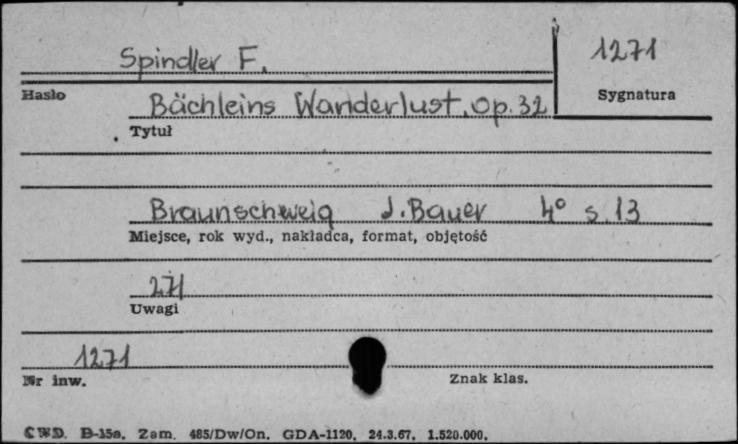 Spindler F. 1271
Hasło Sygnatura
Bächleins Wanderlust, op. 32
Tytuł
Braunschweig J. Bauer 4° s. 13
Miejsce, rok wyd., nakładca, format, objętość
271
Uwagi
1271
Nr inw. Znak klas.
CWD. B-15a. Zam. 485/Dw/On. GDA-1120. 24.3.67. 1.520.000.